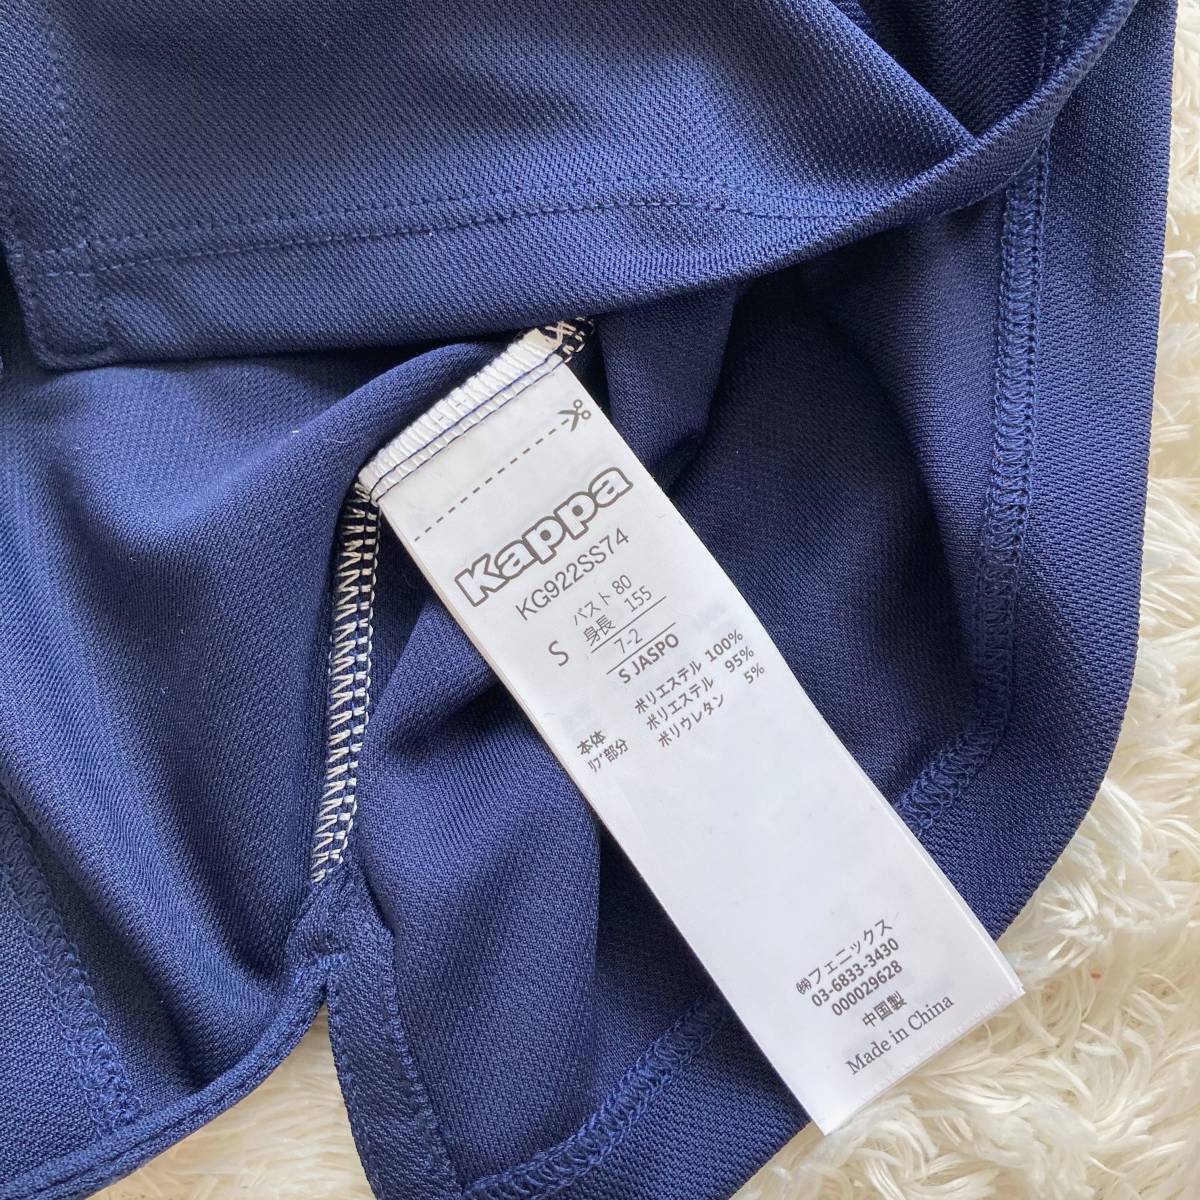 Kappa
KG922SS74
S
バスト 80
身長 155
7-2
S JASPO
本体 ポリエステル 100%
ﾘﾌﾞ部分 ポリエステル 95%
ポリウレタン 5%
㈱フェニックス
03-6833-3430
000029628
中国製
Made in China